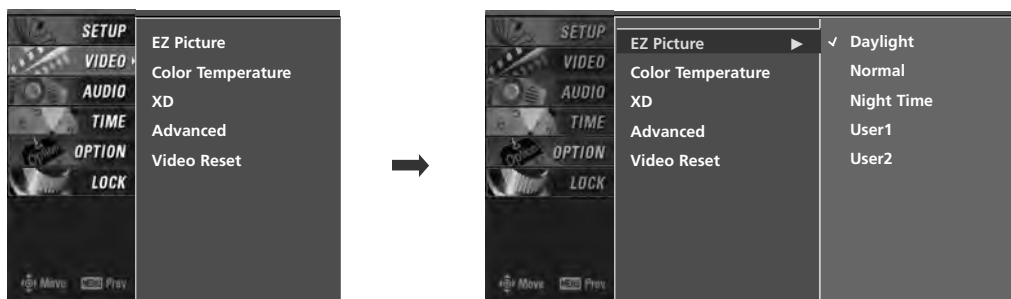 SETUP
VIDEO
AUDIO
TIME
OPTION
LOCK
EZ Picture
Color Temperature
XD
Advanced
Video Reset
Move MENU Prev
SETUP
VIDEO
AUDIO
TIME
OPTION
LOCK
EZ Picture ▶
Color Temperature
XD
Advanced
Video Reset
✓ Daylight
Normal
Night Time
User1
User2
Move MENU Prev